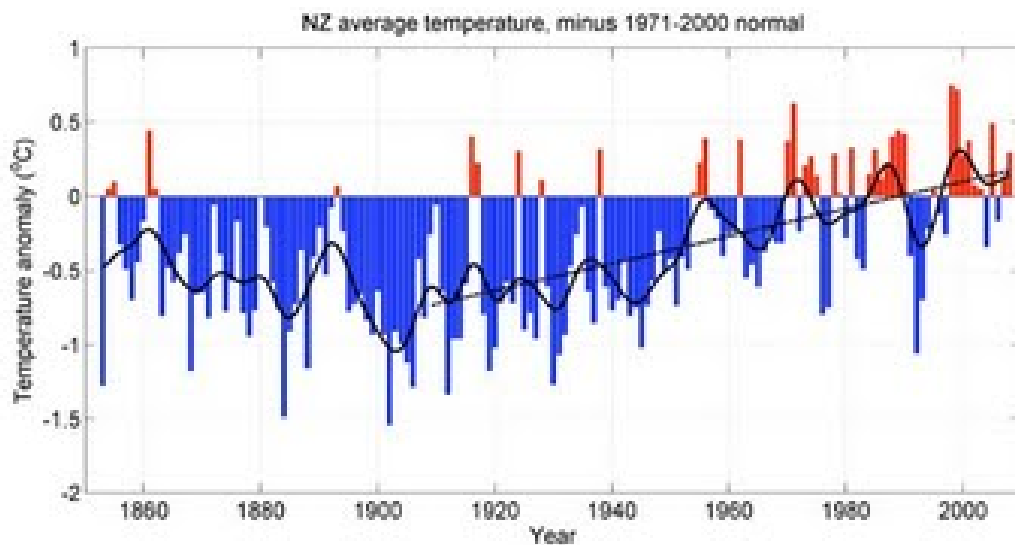 NZ average temperature, minus 1971-2000 normal
1
0.5
0
-0.5
-1
-1.5
-2
Temperature anomaly (°C)
1860 1880 1900 1920 1940 1960 1980 2000
Year